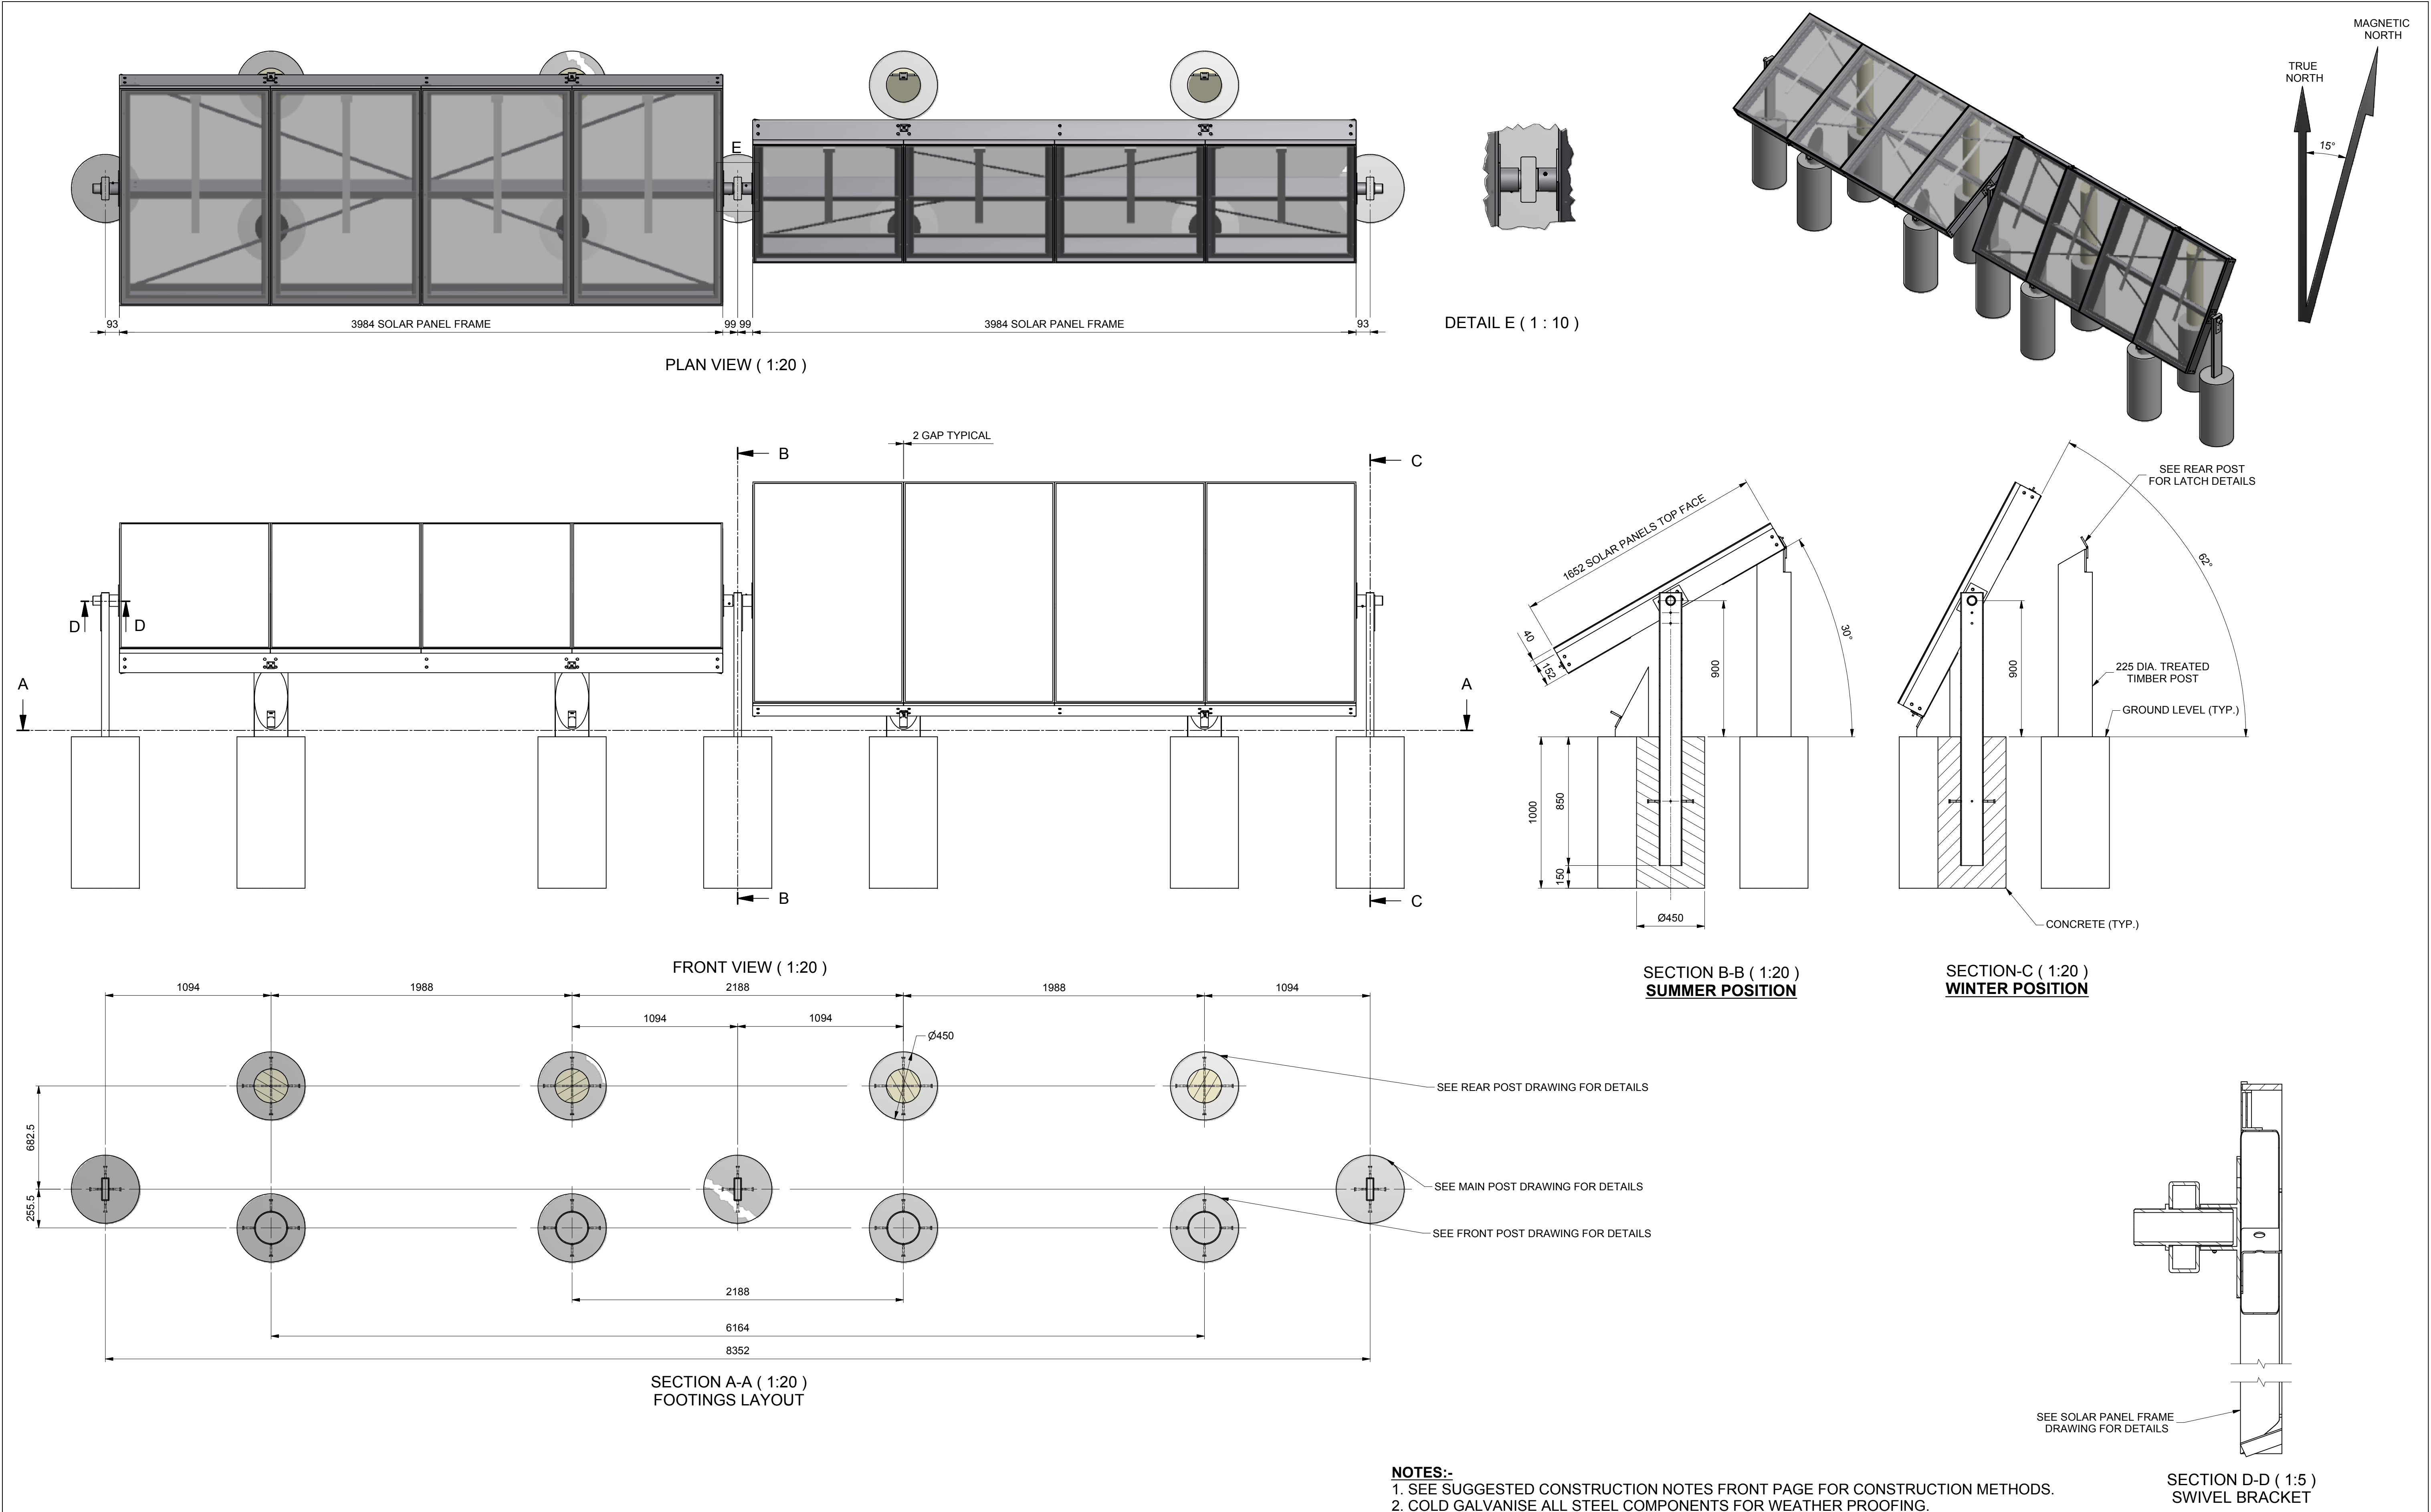 MAGNETIC
NORTH
TRUE
NORTH
15°
E
93
3984 SOLAR PANEL FRAME
99 99
3984 SOLAR PANEL FRAME
93
DETAIL E ( 1 : 10 )
PLAN VIEW ( 1:20 )
2 GAP TYPICAL
B
C
D
D
A
A
B
C
FRONT VIEW ( 1:20 )
1652 SOLAR PANELS TOP FACE
40
152
900
30°
1000
850
150
Ø450
SECTION B-B ( 1:20 )
SUMMER POSITION
SEE REAR POST
FOR LATCH DETAILS
62°
900
225 DIA. TREATED
TIMBER POST
GROUND LEVEL (TYP.)
CONCRETE (TYP.)
SECTION-C ( 1:20 )
WINTER POSITION
1094
1988
2188
1988
1094
1094
1094
Ø450
682.5
255.5
SEE REAR POST DRAWING FOR DETAILS
SEE MAIN POST DRAWING FOR DETAILS
SEE FRONT POST DRAWING FOR DETAILS
2188
6164
8352
SECTION A-A ( 1:20 )
FOOTINGS LAYOUT
SEE SOLAR PANEL FRAME
DRAWING FOR DETAILS
SECTION D-D ( 1:5 )
SWIVEL BRACKET
NOTES:-
1. SEE SUGGESTED CONSTRUCTION NOTES FRONT PAGE FOR CONSTRUCTION METHODS.
2. COLD GALVANISE ALL STEEL COMPONENTS FOR WEATHER PROOFING.